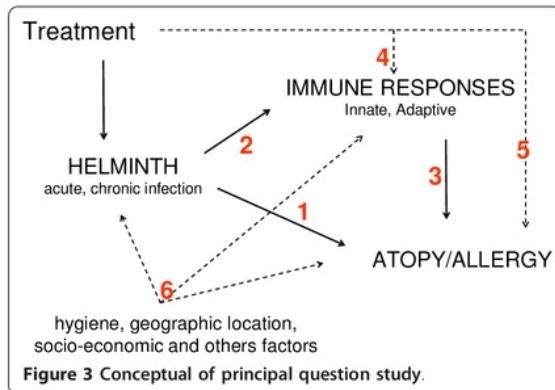 Treatment
4
IMMUNE RESPONSES
Innate, Adaptive
2
5
HELMINTH
3
acute, chronic infection
1
ATOPY/ALLERGY
6
hygiene, geographic location,
socio-economic and others factors
Figure 3 Conceptual of principal question study.